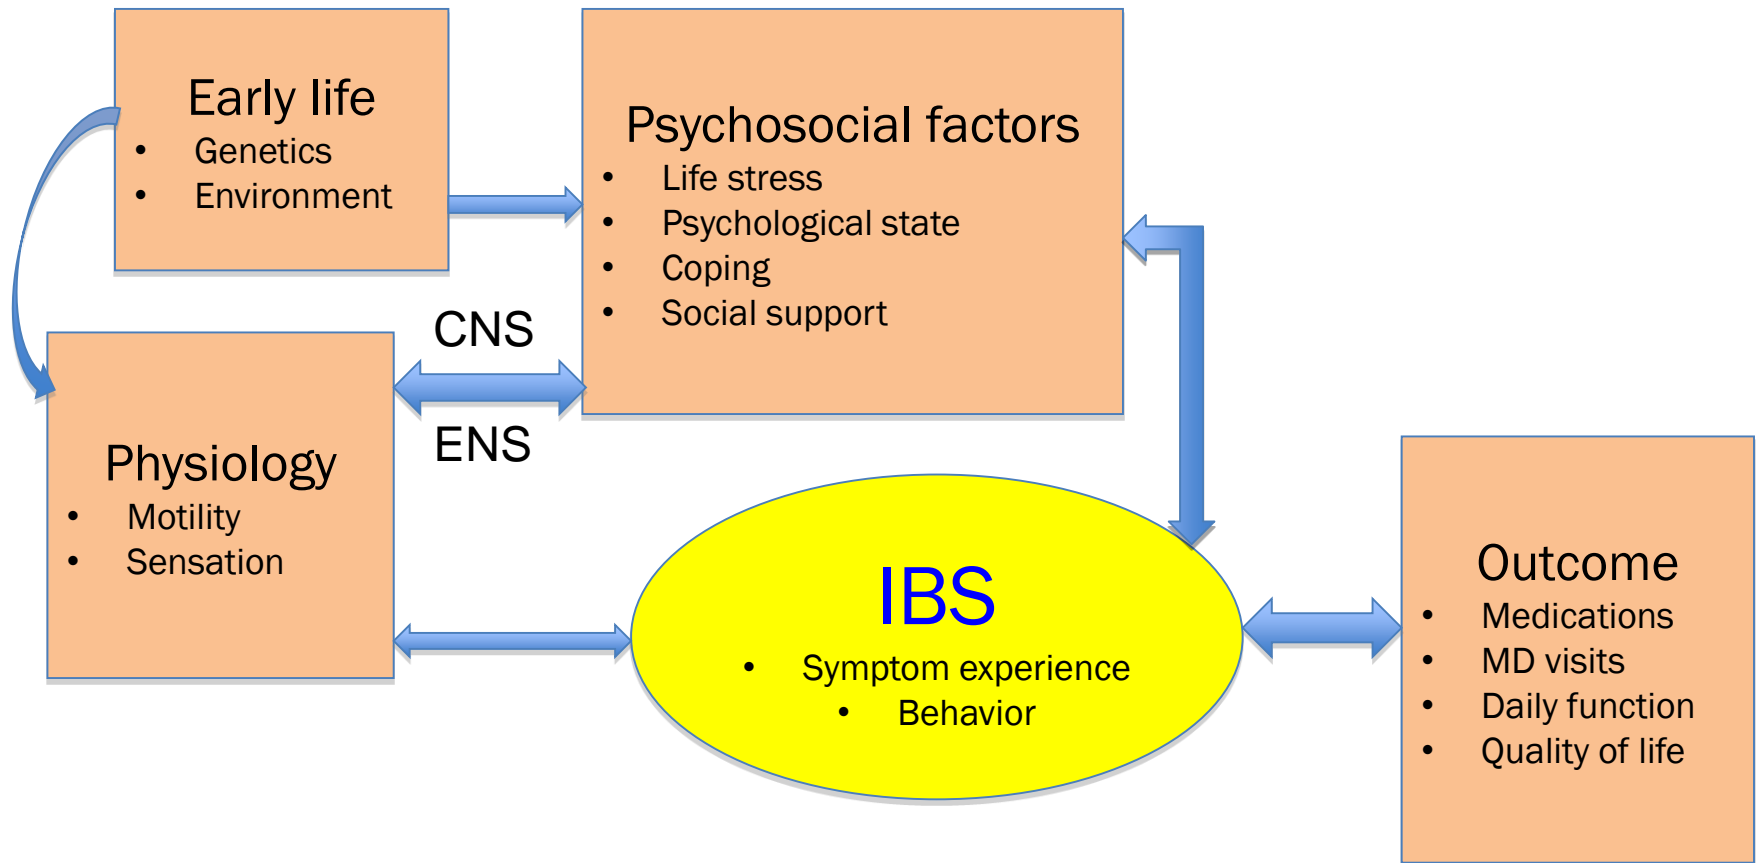 Early life
• Genetics
• Environment
Psychosocial factors
• Life stress
• Psychological state
• Coping
• Social support
CNS
ENS
Physiology
• Motility
• Sensation
IBS
• Symptom experience
• Behavior
Outcome
• Medications
• MD visits
• Daily function
• Quality of life